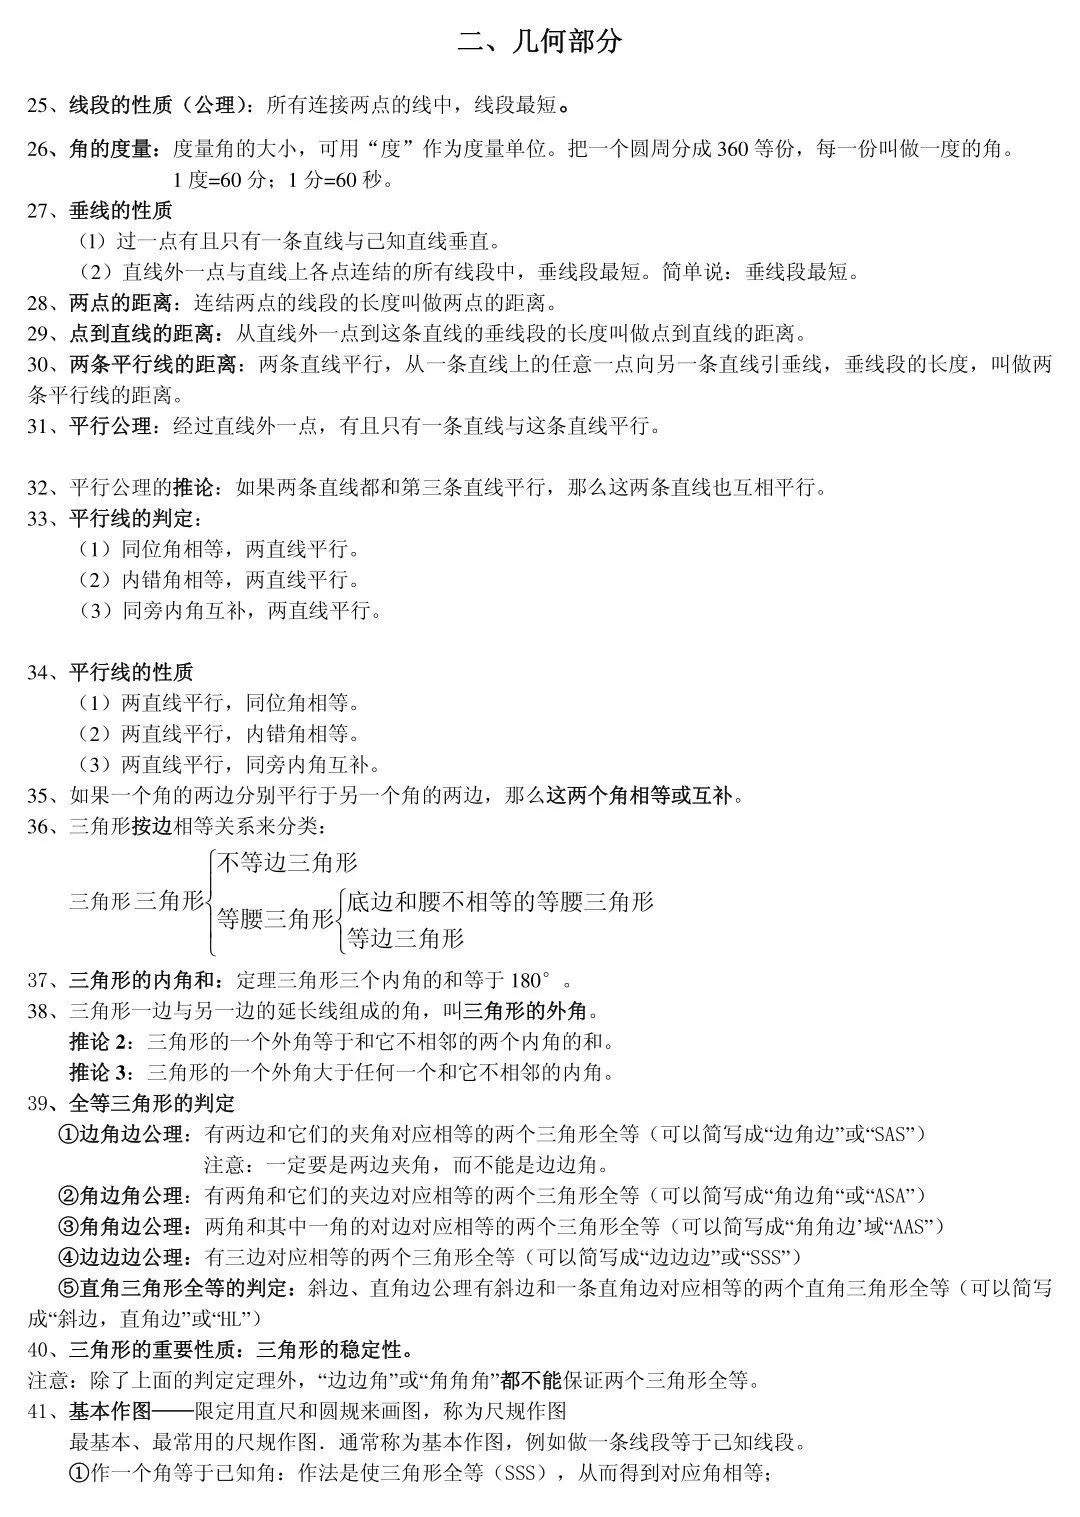 二、几何部分
25、线段的性质（公理）：所有连接两点的线中，线段最短。
26、角的度量：度量角的大小，可用“度”作为度量单位。把一个圆周分成 360 等份，每一份叫做一度的角。
1 度=60 分；1 分=60 秒。
27、垂线的性质
（l）过一点有且只有一条直线与己知直线垂直。
（2）直线外一点与直线上各点连结的所有线段中，垂线段最短。简单说：垂线段最短。
28、两点的距离：连结两点的线段的长度叫做两点的距离。
29、点到直线的距离：从直线外一点到这条直线的垂线段的长度叫做点到直线的距离。
30、两条平行线的距离：两条直线平行，从一条直线上的任意一点向另一条直线引垂线，垂线段的长度，叫做两
条平行线的距离。
31、平行公理：经过直线外一点，有且只有一条直线与这条直线平行。
32、平行公理的推论：如果两条直线都和第三条直线平行，那么这两条直线也互相平行。
33、平行线的判定：
（1）同位角相等，两直线平行。
（2）内错角相等，两直线平行。
（3）同旁内角互补，两直线平行。
34、平行线的性质
（1）两直线平行，同位角相等。
（2）两直线平行，内错角相等。
（3）两直线平行，同旁内角互补。
35、如果一个角的两边分别平行于另一个角的两边，那么这两个角相等或互补。
36、三角形按边相等关系来分类：
不等边三角形
三角形 三角形
等腰三角形
底边和腰不相等的等腰三角形
等边三角形
37、三角形的内角和：定理三角形三个内角的和等于 180°。
38、三角形一边与另一边的延长线组成的角，叫三角形的外角。
推论 2：三角形的一个外角等于和它不相邻的两个内角的和。
推论 3：三角形的一个外角大于任何一个和它不相邻的内角。
39、全等三角形的判定
①边角边公理：有两边和它们的夹角对应相等的两个三角形全等（可以简写成“边角边”或“SAS”）
注意：一定要是两边夹角，而不能是边边角。
②角边角公理：有两角和它们的夹边对应相等的两个三角形全等（可以简写成“角边角“或“ASA”）
③角角边公理：两角和其中一角的对边对应相等的两个三角形全等（可以简写成“角角边’域“AAS”）
④边边边公理：有三边对应相等的两个三角形全等（可以简写成“边边边”或“SSS”）
⑤直角三角形全等的判定：斜边、直角边公理有斜边和一条直角边对应相等的两个直角三角形全等（可以简写
成“斜边，直角边”或“HL”）
40、三角形的重要性质：三角形的稳定性。
注意：除了上面的判定定理外，“边边角”或“角角角”都不能保证两个三角形全等。
41、基本作图——限定用直尺和圆规来画图，称为尺规作图
最基本、最常用的尺规作图．通常称为基本作图，例如做一条线段等于己知线段。
①作一个角等于已知角：作法是使三角形全等（SSS），从而得到对应角相等；